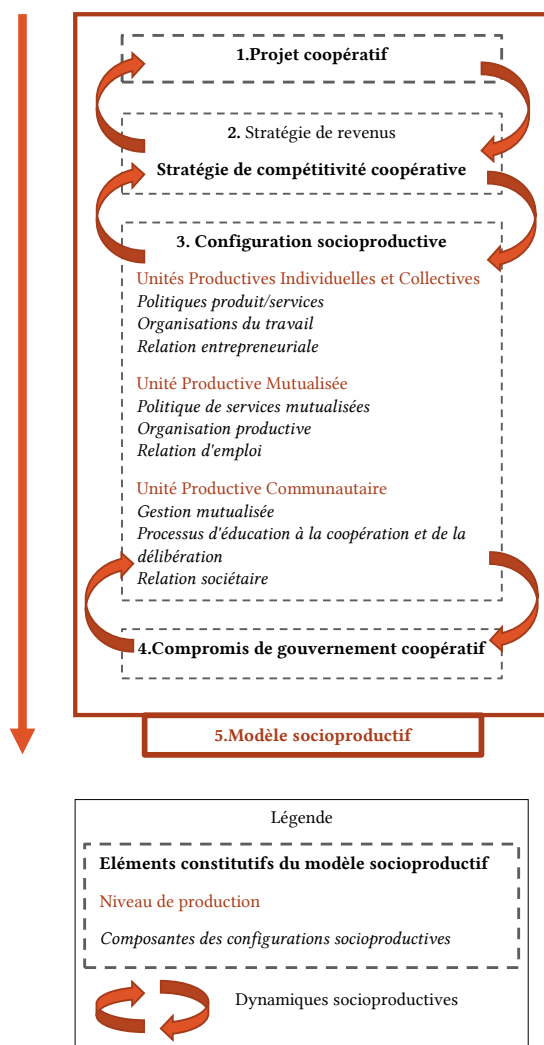 1.Projet coopératif
2. Stratégie de revenus
Stratégie de compétitivité coopérative
3. Configuration socioproductive
Unités Productives Individuelles et Collectives
Politiques produit/services
Organisations du travail
Relation entrepreneuriale
Unité Productive Mutualisée
Politique de services mutualisées
Organisation productive
Relation d'emploi
Unité Productive Communautaire
Gestion mutualisée
Processus d'éducation à la coopération et de la
délibération
Relation sociétaire
4.Compromis de gouvernement coopératif
5.Modèle socioproductif
Légende
Eléments constitutifs du modèle socioproductif
Niveau de production
Composantes des configurations socioproductives
Dynamiques socioproductives